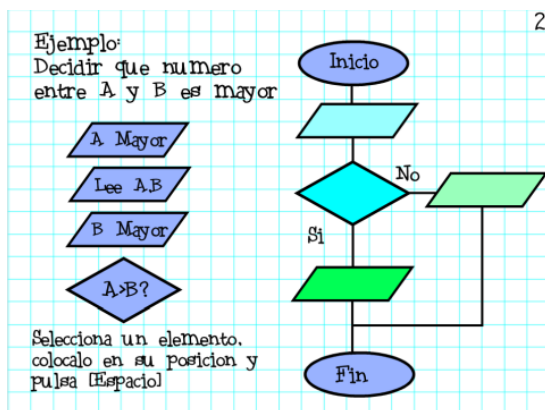 2
Ejemplo:
Decidir que numero
entre A y B es mayor
A Mayor
Lee A,B
B Mayor
A>B?
Selecciona un elemento,
colocalo en su posicion y
pulsa [Espacio]
Inicio
No
Si
Fin